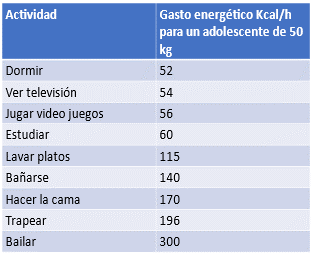 Actividad Gasto energético Kcal/h
para un adolescente de 50
kg
Dormir 52
Ver televisión 54
Jugar video juegos 56
Estudiar 60
Lavar platos 115
Bañarse 140
Hacer la cama 170
Trapear 196
Bailar 300